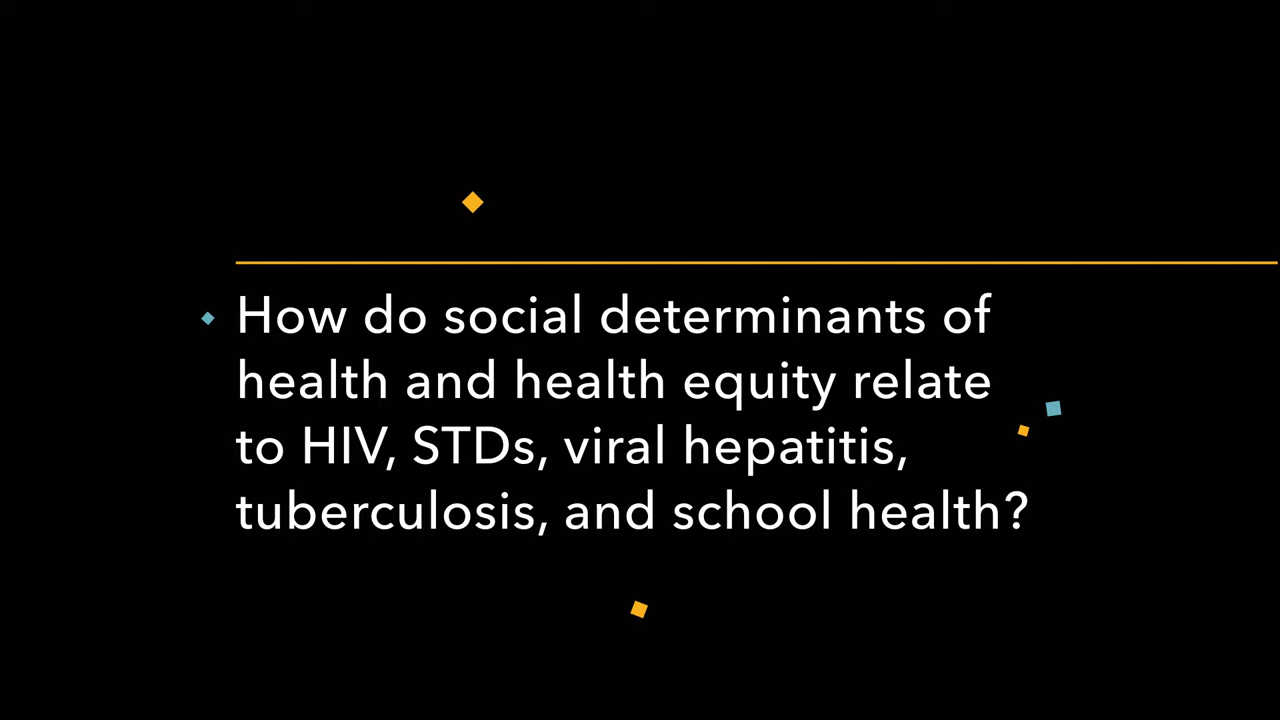 How do social determinants of
health and health equity relate
to HIV, STDs, viral hepatitis,
tuberculosis, and school health?